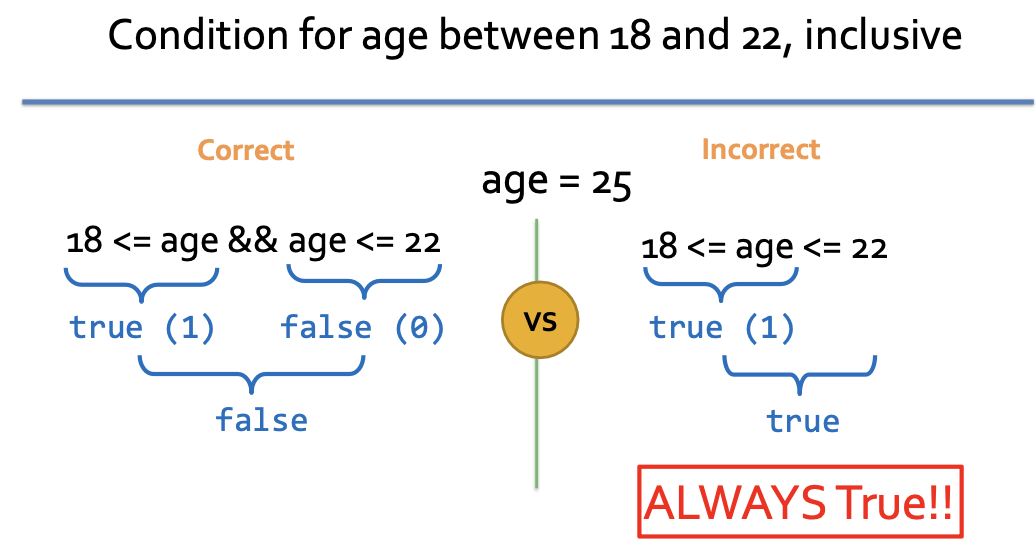 Condition for age between 18 and 22, inclusive
Correct
Incorrect
age = 25
18 <= age && age <= 22
18 <= age <= 22
true (1)
false (0)
vs
true (1)
false
true
ALWAYS True!!